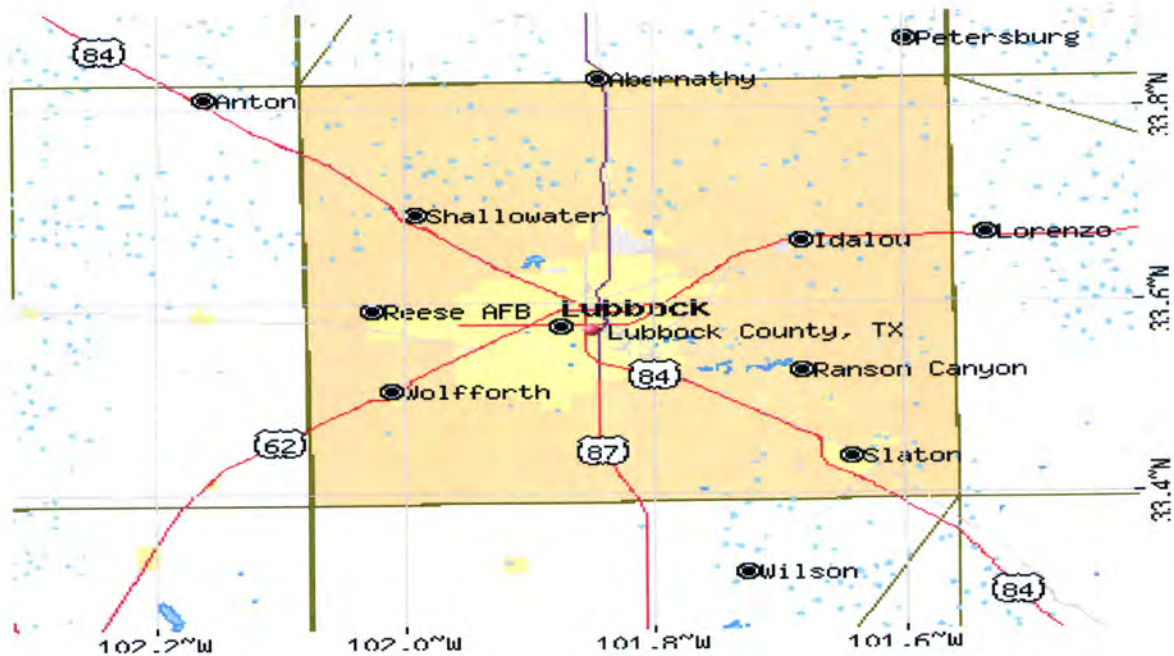 Petersburg
84
Abernathy
Anton
33.8~N
Shallowater
Lorenzo
Idalou
33.6~N
Lubbock
Reese AFB
Lubbock County, TX
Ranson Canyon
84
Wolfforth
62
87
Slaton
33.4~N
Wilson
84
102.2~W
102.0~W
101.8~W
101.6~W